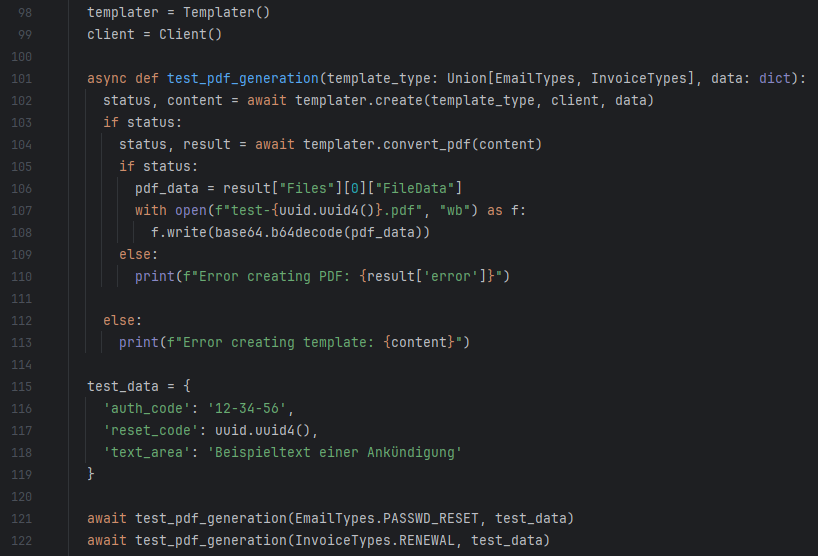 98 templater = Templater()
99 client = Client()
100
101 async def test_pdf_generation(template_type: Union[EmailTypes, InvoiceTypes], data: dict):
102 status, content = await templater.create(template_type, client, data)
103 if status:
104 status, result = await templater.convert_pdf(content)
105 if status:
106 pdf_data = result["Files"][0]["FileData"]
107 with open(f"test-{uuid.uuid4()}.pdf", "wb") as f:
108 f.write(base64.b64decode(pdf_data))
109 else:
110 print(f"Error creating PDF: {result['error']}")
111
112 else:
113 print(f"Error creating template: {content}")
114
115 test_data = {
116 'auth_code': '12-34-56',
117 'reset_code': uuid.uuid4(),
118 'text_area': 'Beispieltext einer Ankündigung'
119 }
120
121 await test_pdf_generation(EmailTypes.PASSWD_RESET, test_data)
122 await test_pdf_generation(InvoiceTypes.RENEWAL, test_data)